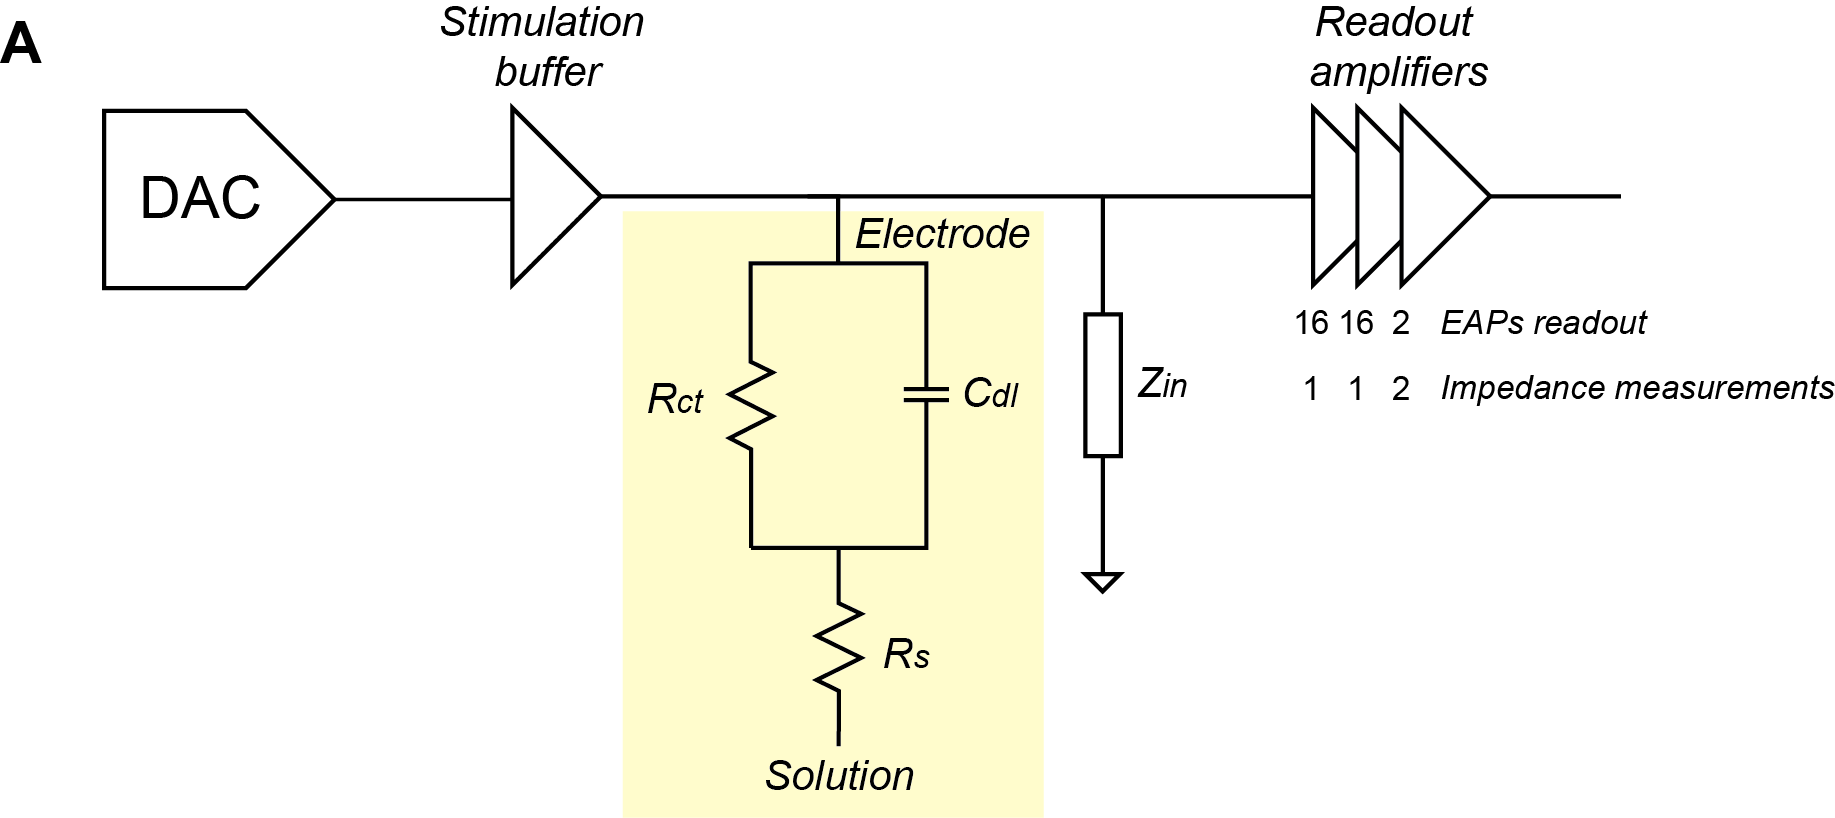 A
Stimulation
buffer
Readout
amplifiers
DAC
Electrode
Rct
Cdl
Zin
16 16 2 EAPs readout
1 1 2 Impedance measurements
Rs
Solution